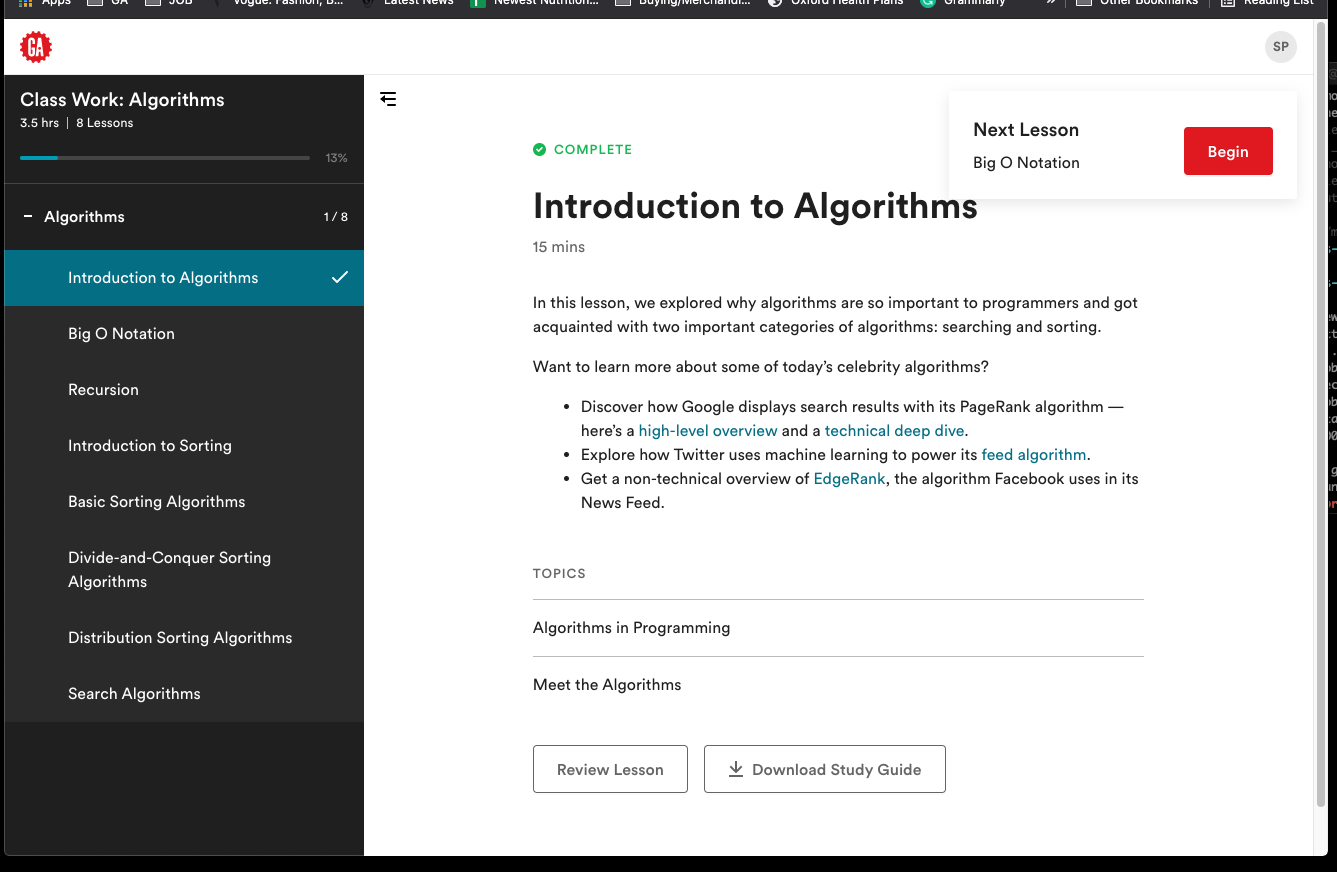 Apps GA JOB Vogue: Fashion, B... Latest News Newest Nutrition... Buying/Merchandi... Oxford Health Plans Grammarly » Other Bookmarks Reading List
GA
SP
Class Work: Algorithms
3.5 hrs | 8 Lessons
13%
Algorithms 1 / 8
Introduction to Algorithms
Big O Notation
Recursion
Introduction to Sorting
Basic Sorting Algorithms
Divide-and-Conquer Sorting
Algorithms
Distribution Sorting Algorithms
Search Algorithms
Next Lesson
Big O Notation
Begin
COMPLETE
Introduction to Algorithms
15 mins
In this lesson, we explored why algorithms are so important to programmers and got
acquainted with two important categories of algorithms: searching and sorting.
Want to learn more about some of today’s celebrity algorithms?
• Discover how Google displays search results with its PageRank algorithm —
here’s a high-level overview and a technical deep dive.
• Explore how Twitter uses machine learning to power its feed algorithm.
• Get a non-technical overview of EdgeRank, the algorithm Facebook uses in its
News Feed.
TOPICS
Algorithms in Programming
Meet the Algorithms
Review Lesson
Download Study Guide